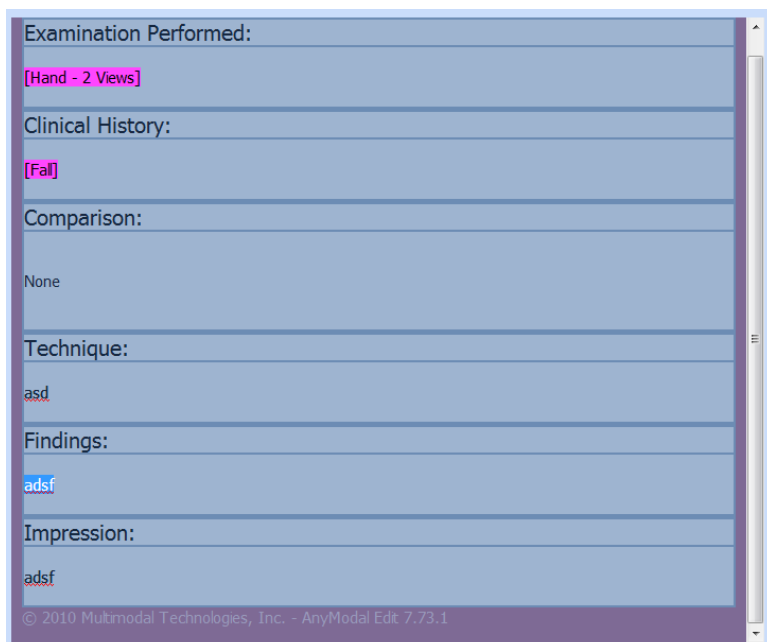 Examination Performed:
[Hand - 2 Views]
Clinical History:
[Fall]
Comparison:
None
Technique:
asd
Findings:
adsf
Impression:
adsf
© 2010 Multimodal Technologies, Inc. - AnyModal Edit 7.73.1